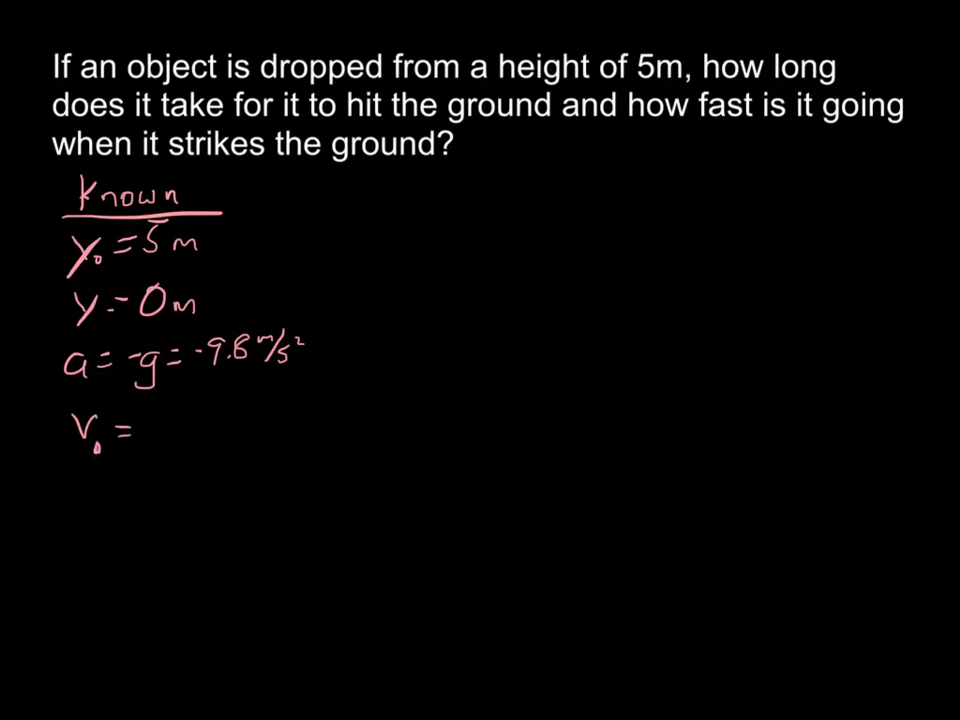 If an object is dropped from a height of 5m, how long
does it take for it to hit the ground and how fast is it going
when it strikes the ground?
Known
y₀ = 5 m
y = 0 m
a = -g = -9.8 m/s²
v₀ =